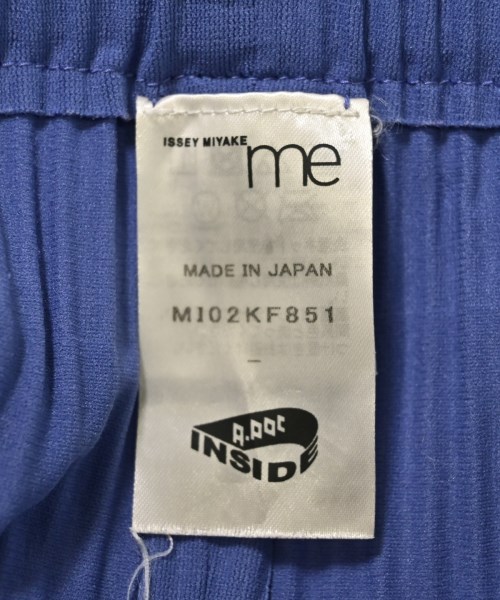 ISSEY MIYAKE me
MADE IN JAPAN
MI02KF851
–
A-POC
INSIDE